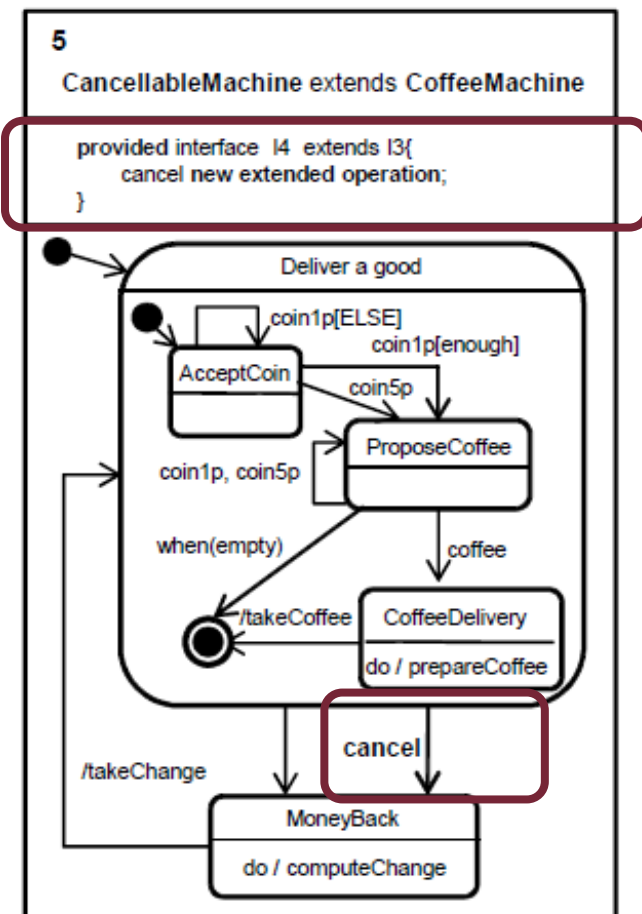 5
CancellableMachine extends CoffeeMachine
provided interface I4 extends I3{
cancel new extended operation;
}
Deliver a good
coin1p[ELSE]
coin1p[enough]
AcceptCoin
coin5p
ProposeCoffee
coin1p, coin5p
when(empty)
coffee
/takeCoffee
CoffeeDelivery
do / prepareCoffee
cancel
/takeChange
MoneyBack
do / computeChange